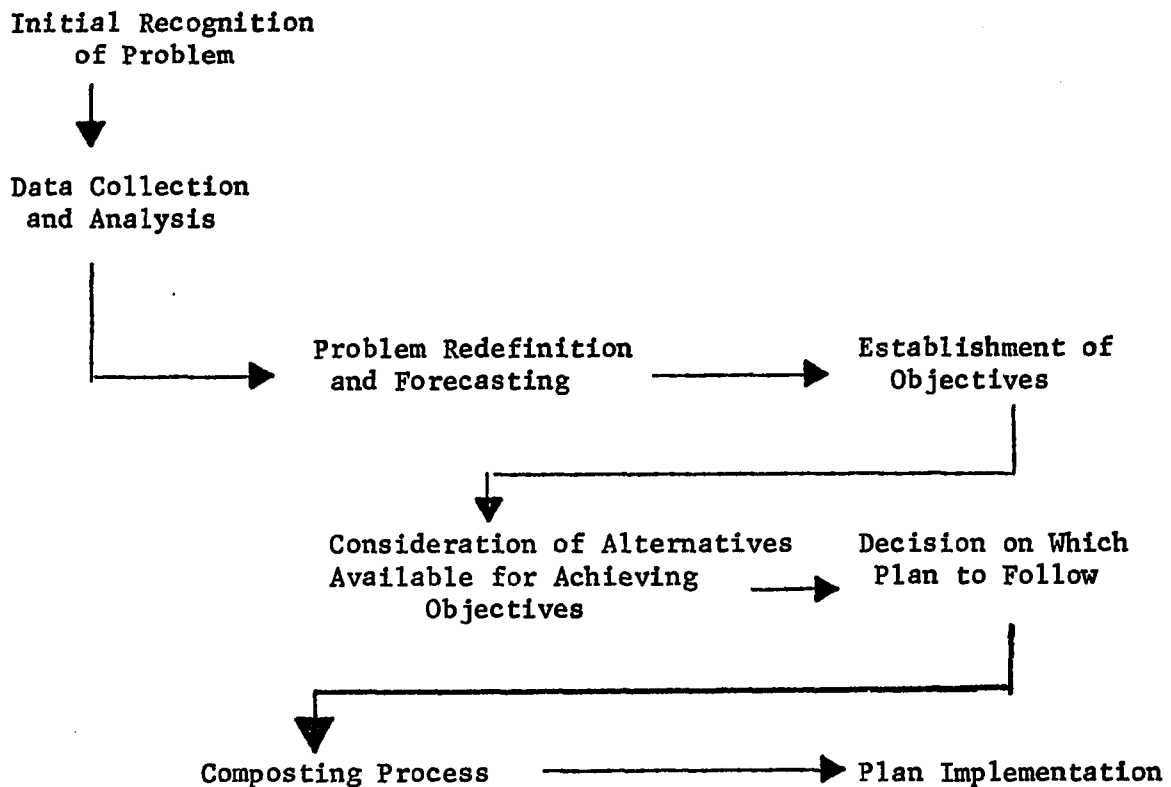 Initial Recognition
of Problem
Data Collection
and Analysis
Problem Redefinition
and Forecasting
Establishment of
Objectives
Consideration of Alternatives
Available for Achieving
Objectives
Decision on Which
Plan to Follow
Composting Process
Plan Implementation